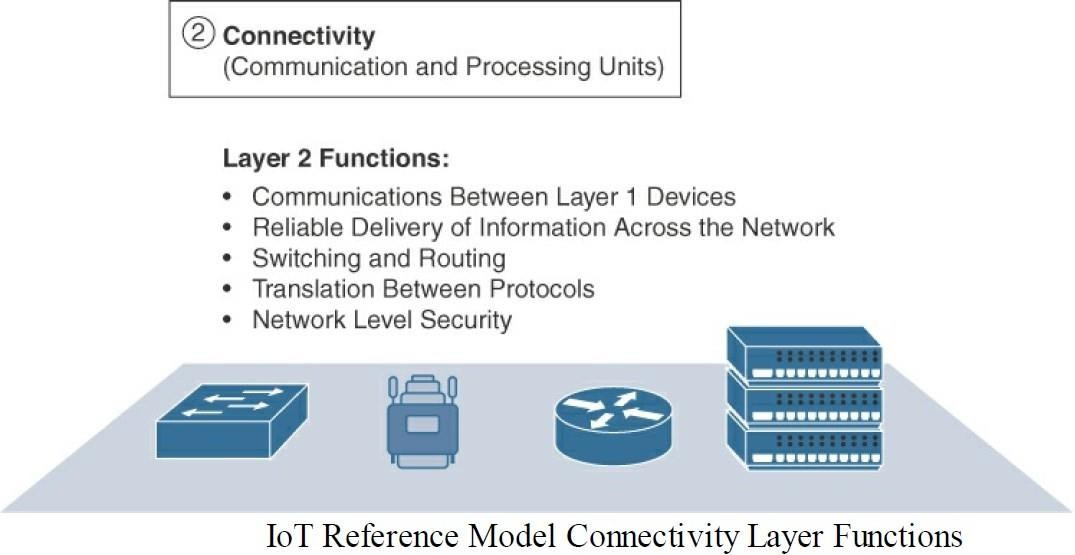 ② Connectivity
(Communication and Processing Units)
Layer 2 Functions:
• Communications Between Layer 1 Devices
• Reliable Delivery of Information Across the Network
• Switching and Routing
• Translation Between Protocols
• Network Level Security
IoT Reference Model Connectivity Layer Functions